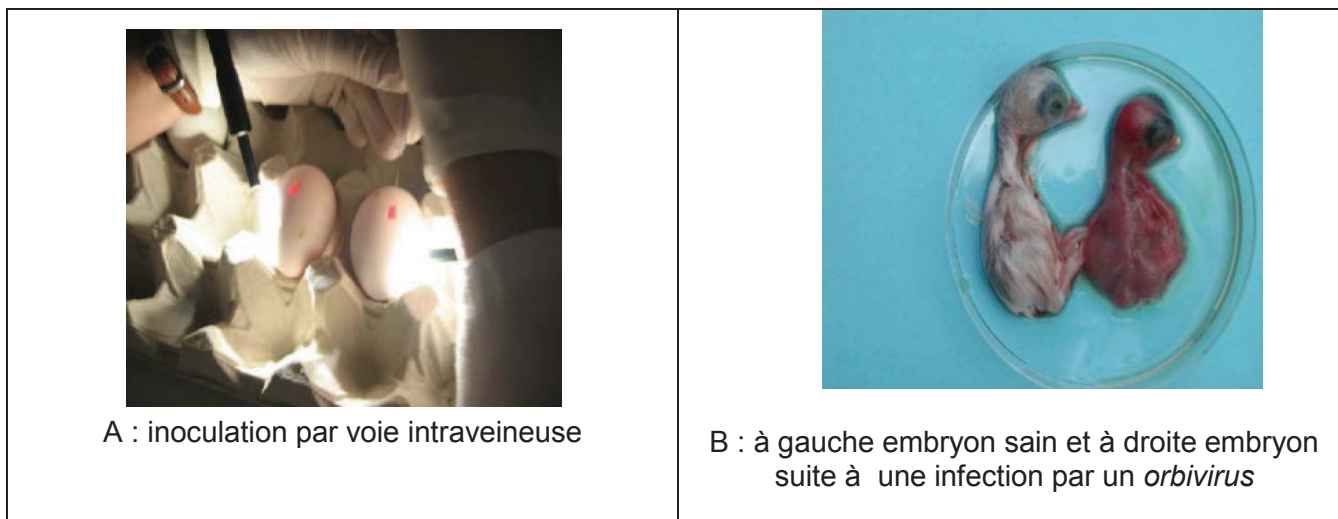 A : inoculation par voie intraveineuse
B : à gauche embryon sain et à droite embryon
suite à  une infection par un orbivirus